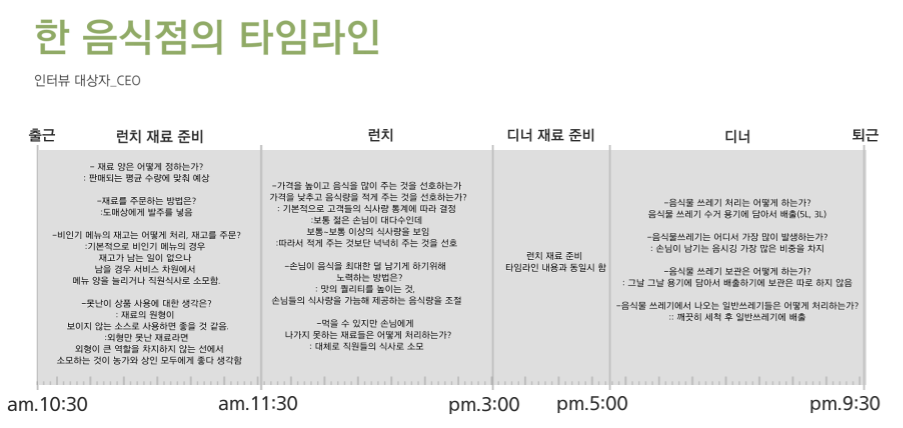 한 음식점의 타임라인
인터뷰 대상자_CEO
출근
런치 재료 준비
런치
디너 재료 준비
디너
퇴근
- 재료 양은 어떻게 정하는가?
: 판매되는 평균 수량에 맞춰 예상
-재료를 주문하는 방법은?
:도매상에게 발주를 넣음
-비인기 메뉴의 재고는 어떻게 처리, 재고를 주문?
:기본적으로 비인기 메뉴의 경우
재고가 남는 일이 없으나
남을 경우 서비스 차원에서
메뉴 양을 늘리거나 직원식사로 소모함.
-못난이 상품 사용에 대한 생각은?
: 재료의 원형이
보이지 않는 소스로 사용하면 좋을 것 같음.
:외형만 못난 재료라면
외형이 큰 역할을 차지하지 않는 선에서
소모하는 것이 농가와 상인 모두에게 좋다 생각함
-가격을 높이고 음식을 많이 주는 것을 선호하는가
가격을 낮추고 음식량을 적게 주는 것을 선호하는가?
: 기본적으로 고객들의 식사량 통계에 따라 결정
:보통 젊은 손님이 대다수인데
보통~보통 이상의 식사량을 보임
:따라서 적게 주는 것보단 넉넉히 주는 것을 선호
-손님이 음식을 최대한 덜 남기게 하기위해
노력하는 방법은?
: 맛의 퀄리티를 높이는 것,
손님들의 식사량을 가늠해 제공하는 음식량을 조절
-먹을 수 있지만 손님에게
나가지 못하는 재료들은 어떻게 처리하는가?
: 대체로 직원들의 식사로 소모
런치 재료 준비
타임라인 내용과 동일시 함
-음식물 쓰레기 처리는 어떻게 하는가?
음식물 쓰레기 수거 용기에 담아서 배출(5L, 3L)
-음식물쓰레기는 어디서 가장 많이 발생하는가?
: 손님이 남기는 음시깅 가장 많은 비중을 차지
-음식물 쓰레기 보관은 어떻게 하는가?
: 그날 그날 용기에 담아서 배출하기에 보관은 따로 하지 않음
-음식물 쓰레기에서 나오는 일반쓰레기들은 어떻게 처리하는가?
:: 깨끗히 세척 후 일반쓰레기에 배출
am.10:30
am.11:30
pm.3:00
pm.5:00
pm.9:30